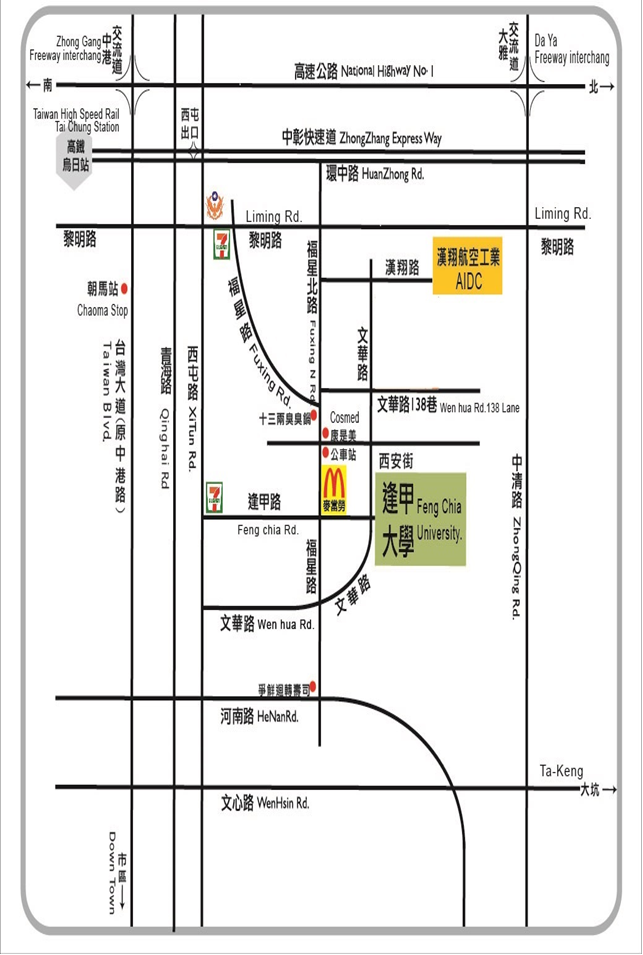 Zhong Gang
Freeway interchang
中港
交流道
大雅
交流道
Da Ya
Freeway interchang
←南
高速公路 National Highway No·1
北→
Taiwan High Speed Rail
Tai Chung Station
高鐵
烏日站
西屯
出口
中彰快速道 ZhongZhang Express Way
環中路 HuanZhong Rd.
Liming Rd.
黎明路
黎明路
Liming Rd.
黎明路
7
ELEVEN
福星路 Fuxing Rd.
福星北路 Fuxing N Rd
漢翔路
漢翔航空工業
AIDC
朝馬站
Chaoma Stop
文華路
台灣大道(原中港路)
Taiwan Blvd.
青海路 Qinghai Rd
西屯路 XiTun Rd.
文華路138巷 Wen hua Rd.138 Lane
十三兩臭臭鍋
Cosmed
康是美
公車站
西安街
中清路 ZhongQing Rd.
7
ELEVEN
逢甲路
Feng chia Rd.
麥當勞
逢甲
大學
Feng Chia
University.
福星路
文華路
文華路 Wen hua Rd.
爭鮮迴轉壽司
河南路 HeNanRd.
Ta-Keng
大坑→
文心路 WenHsin Rd.
市區→
Down Town